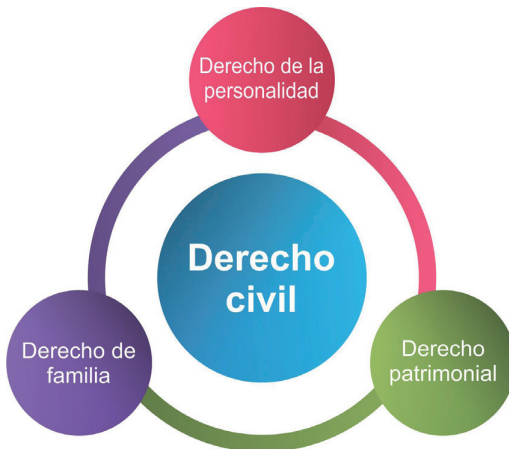 Derecho de la
personalidad
Derecho
civil
Derecho de
familia
Derecho
patrimonial